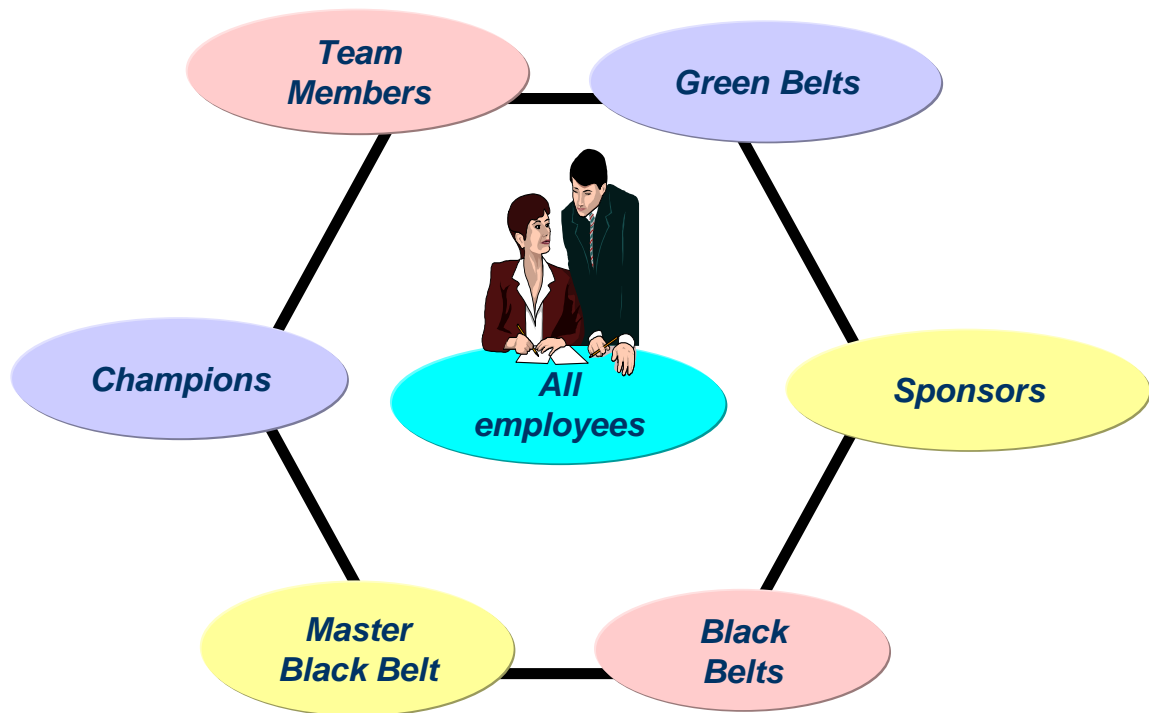 Team
Members
Green Belts
Champions
All
employees
Sponsors
Master
Black Belt
Black
Belts